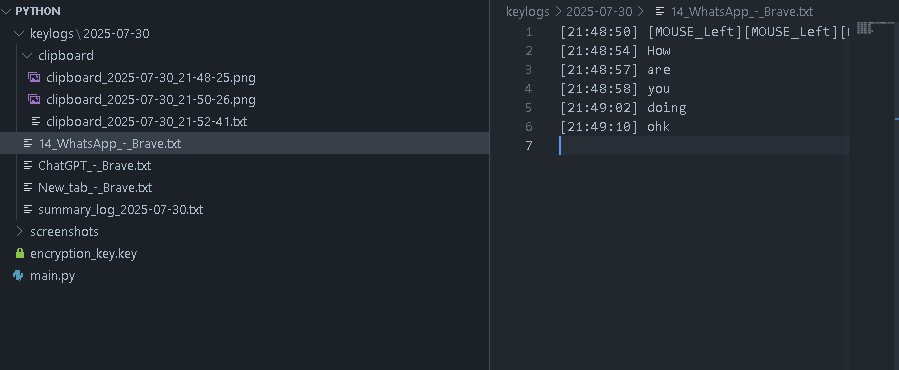 PYTHON
keylogs \ 2025-07-30
clipboard
clipboard_2025-07-30_21-48-25.png
clipboard_2025-07-30_21-50-26.png
clipboard_2025-07-30_21-52-41.txt
14_WhatsApp_-_Brave.txt
ChatGPT_-_Brave.txt
New_tab_-_Brave.txt
summary_log_2025-07-30.txt
screenshots
encryption_key.key
main.py
keylogs > 2025-07-30 > 14_WhatsApp_-_Brave.txt
1 [21:48:50] [MOUSE_Left][MOUSE_Left][
2 [21:48:54] How
3 [21:48:57] are
4 [21:48:58] you
5 [21:49:02] doing
6 [21:49:10] ohk
7